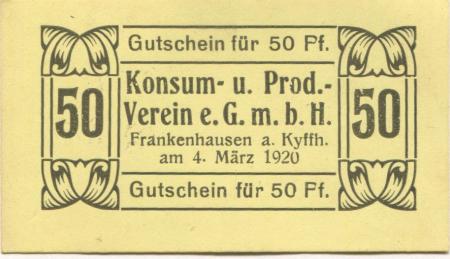 Gutschein für 50 Pf.
50
Konsum- u. Prod.-
Verein e. G. m. b. H.
Frankenhausen a. Kyffh.
am 4. März 1920
50
Gutschein für 50 Pf.